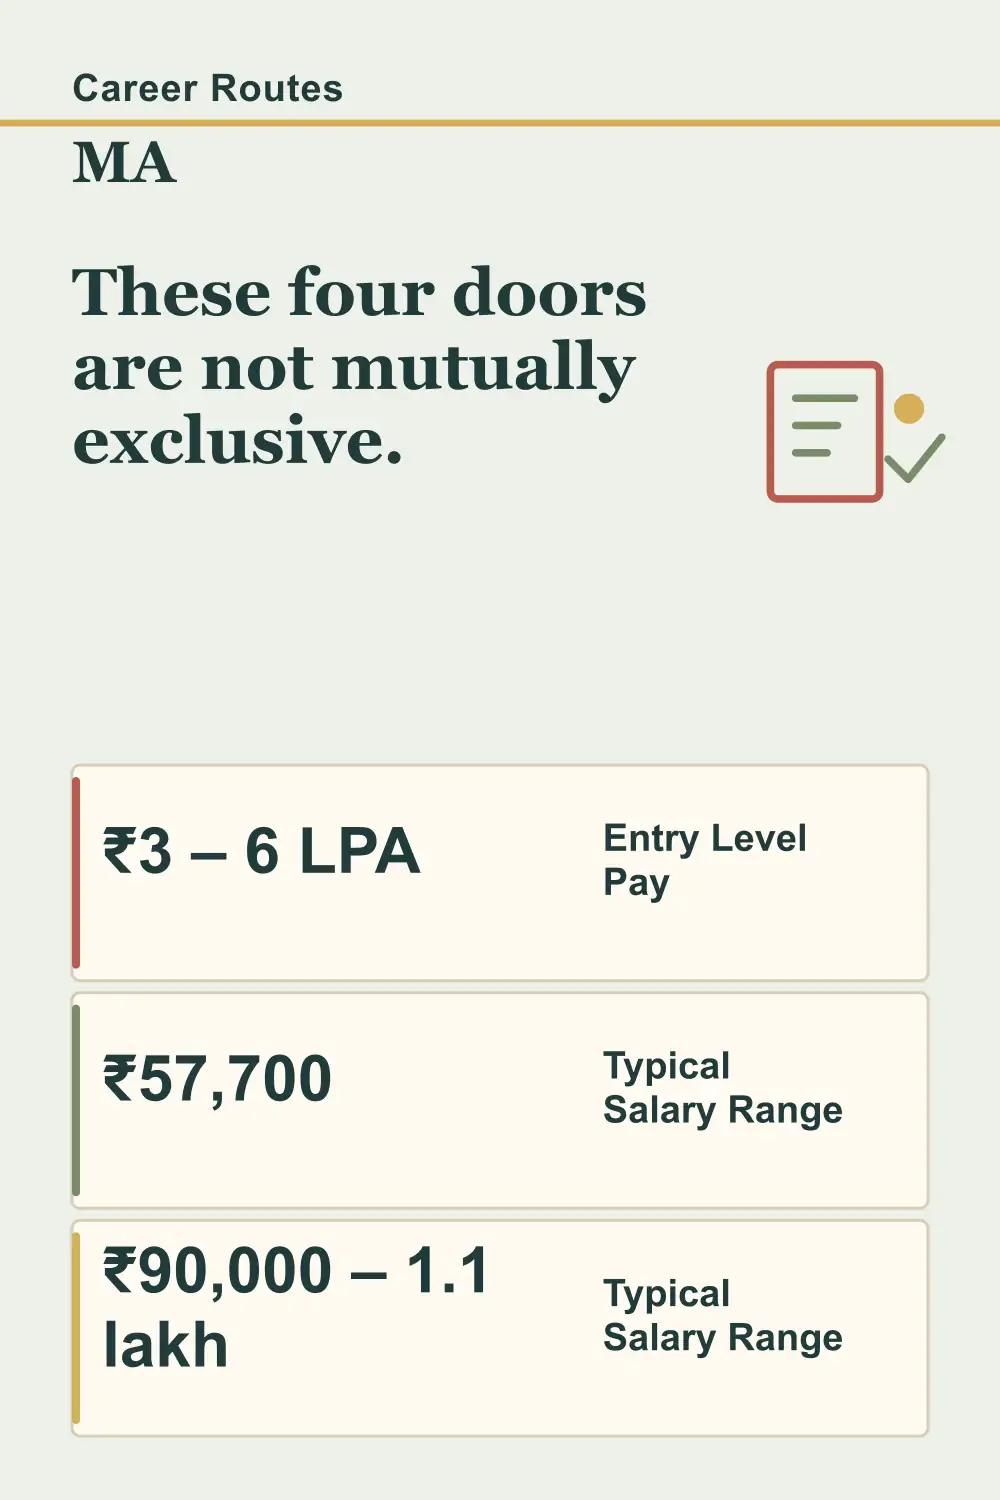 Career Routes
MA
These four doors
are not mutually
exclusive.
₹3 – 6 LPA
Entry Level
Pay
₹57,700
Typical
Salary Range
₹90,000 – 1.1
lakh
Typical
Salary Range